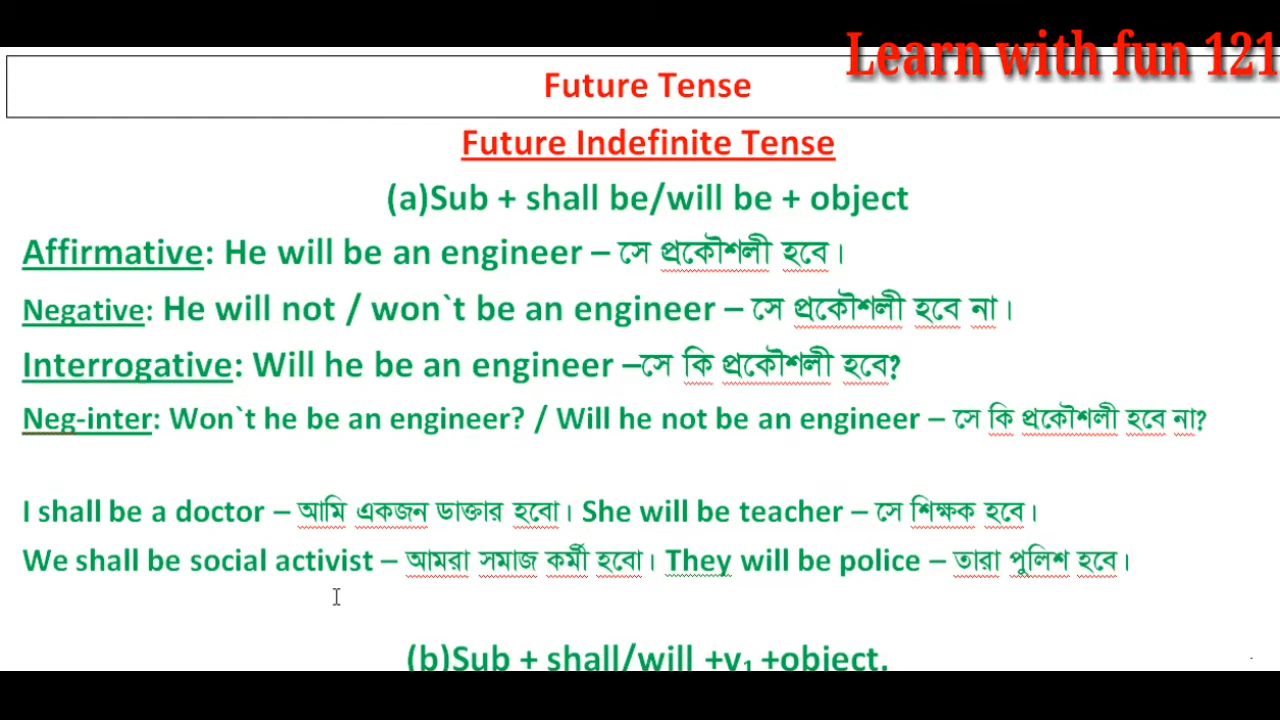 Learn with fun 121
Future Tense
Future Indefinite Tense
(a)Sub + shall be/will be + object
Affirmative: He will be an engineer – সে প্রকৌশলী হবে।
Negative: He will not / won`t be an engineer – সে প্রকৌশলী হবে না।
Interrogative: Will he be an engineer –সে কি প্রকৌশলী হবে?
Neg-inter: Won`t he be an engineer? / Will he not be an engineer – সে কি প্রকৌশলী হবে না?
I shall be a doctor – আমি একজন ডাক্তার হবো। She will be teacher – সে শিক্ষক হবে।
We shall be social activist – আমরা সমাজ কর্মী হবো। They will be police – তারা পুলিশ হবে।
(b)Sub + shall/will +v₁ +object.